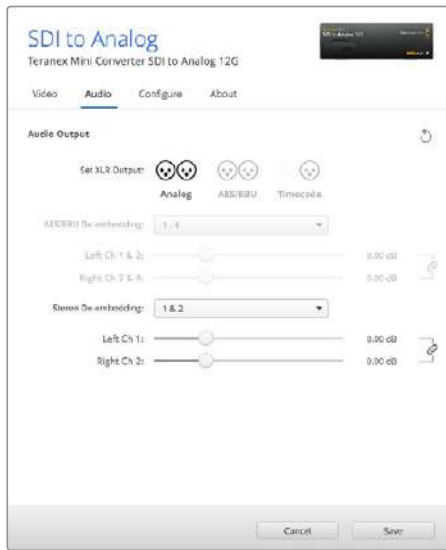 SDI to Analog
Teranex Mini Converter SDI to Analog 12G
Video Audio Configure About
Audio Output
Set XLR Output:
Analog AES/EBU Timecode
AES/EBU De-embedding: 1 - 4
Left Ch 1 & 2: 0.00 dB
Right Ch 3 & 4: 0.00 dB
Stereo De-embedding: 1 & 2
Left Ch 1: 0.00 dB
Right Ch 2: 0.00 dB
Cancel Save